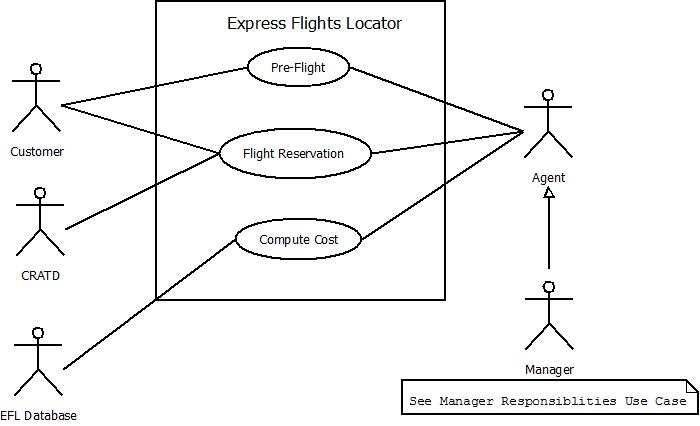 Express Flights Locator
Pre-Flight
Customer
Flight Reservation
Agent
Compute Cost
CRATD
Manager
EFL Database
See Manager Responsiblities Use Case